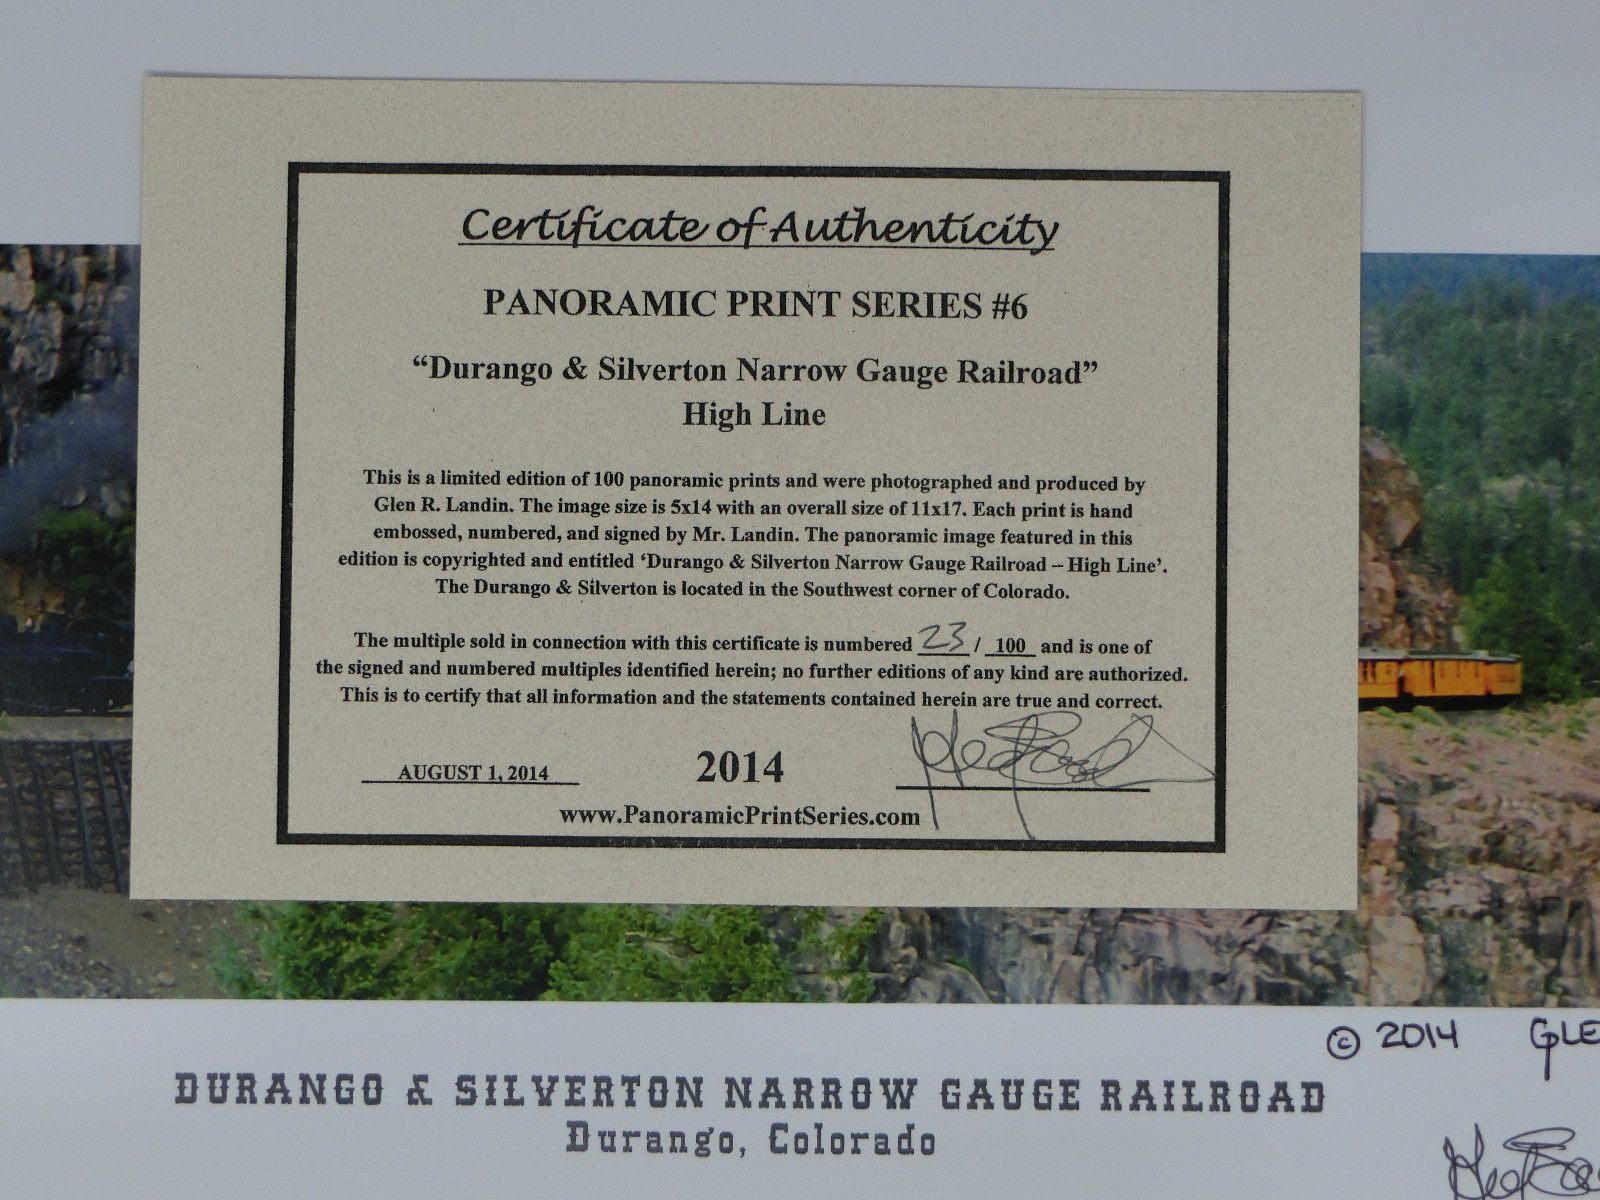 Certificate of Authenticity
PANORAMIC PRINT SERIES #6
“Durango & Silverton Narrow Gauge Railroad”
High Line
This is a limited edition of 100 panoramic prints and were photographed and produced by
Glen R. Landin. The image size is 5x14 with an overall size of 11x17. Each print is hand
embossed, numbered, and signed by Mr. Landin. The panoramic image featured in this
edition is copyrighted and entitled ‘Durango & Silverton Narrow Gauge Railroad – High Line’.
The Durango & Silverton is located in the Southwest corner of Colorado.
The multiple sold in connection with this certificate is numbered 23 / 100 and is one of
the signed and numbered multiples identified herein; no further editions of any kind are authorized.
This is to certify that all information and the statements contained herein are true and correct.
AUGUST 1, 2014 2014
www.PanoramicPrintSeries.com
© 2014 GLE
DURANGO & SILVERTON NARROW GAUGE RAILROAD
Durango, Colorado